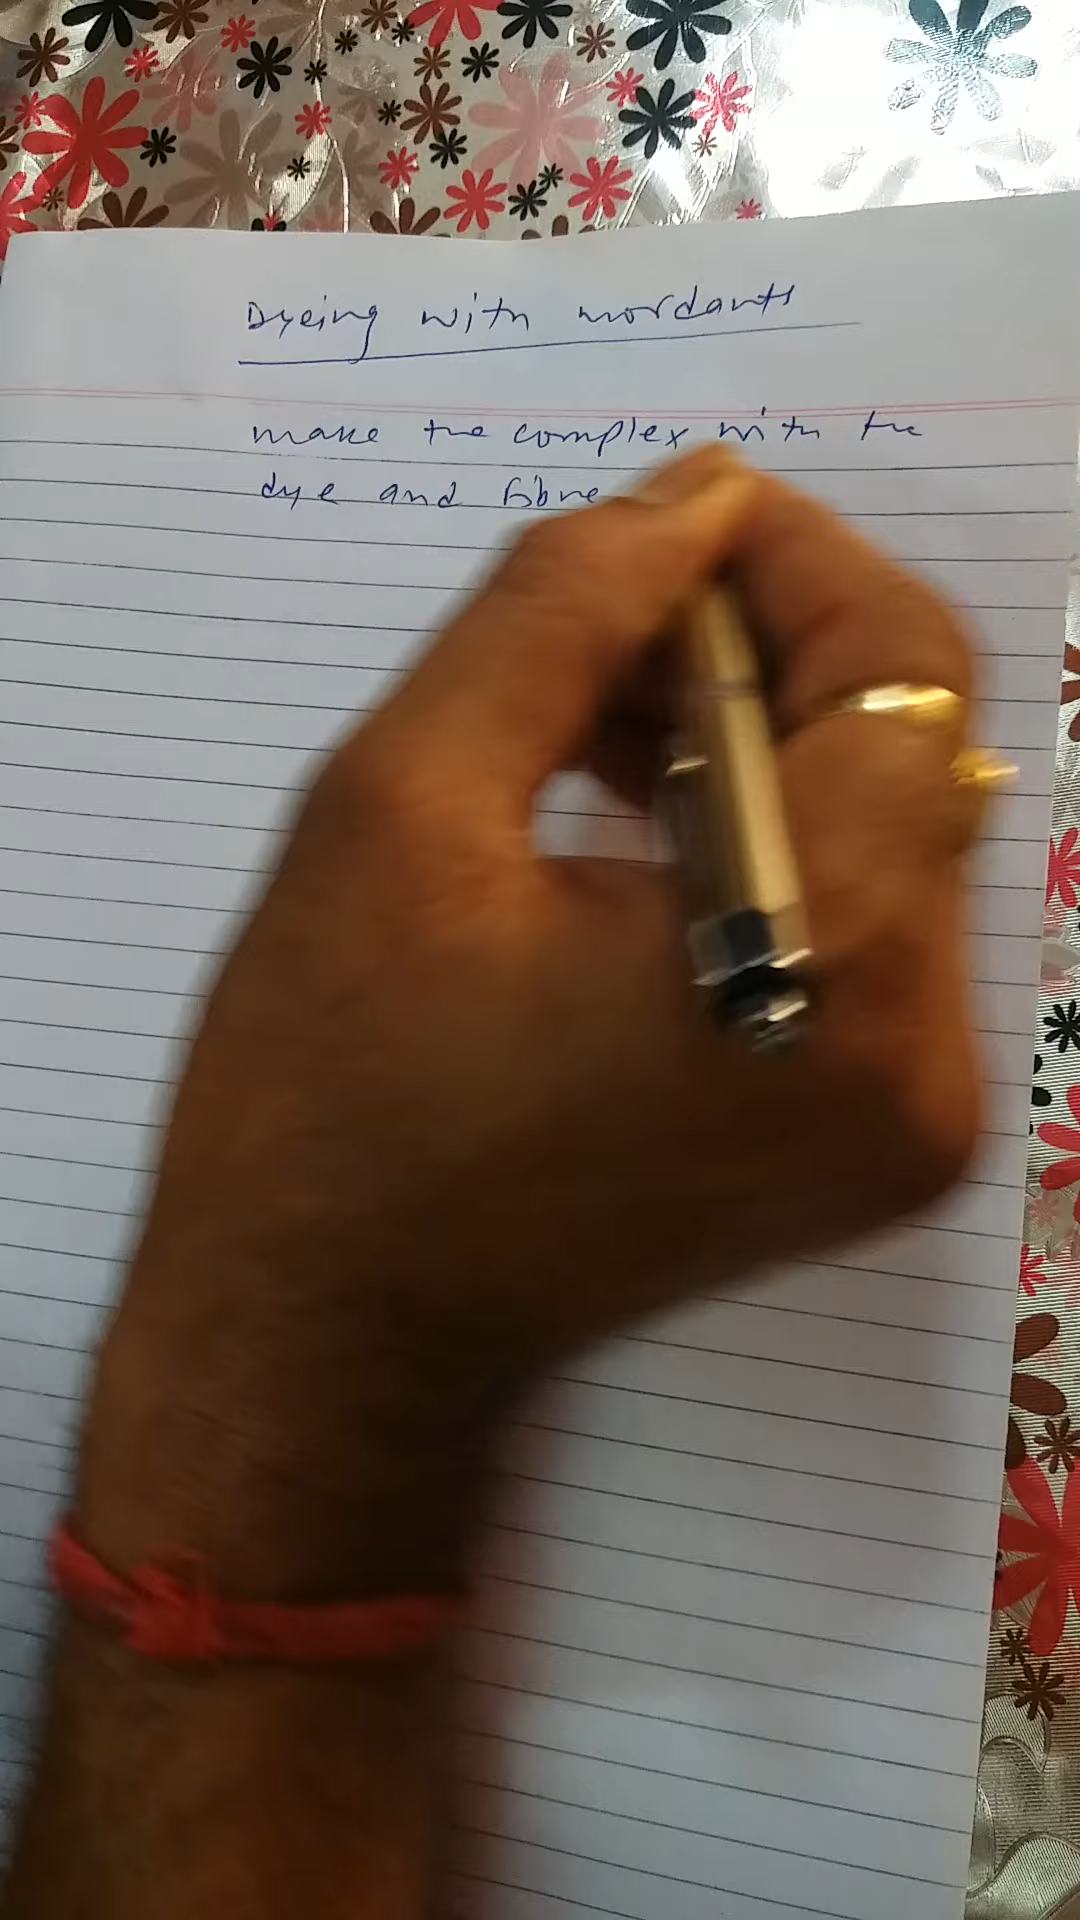 Dyeing with mordants
make the complex with the
dye and fibre